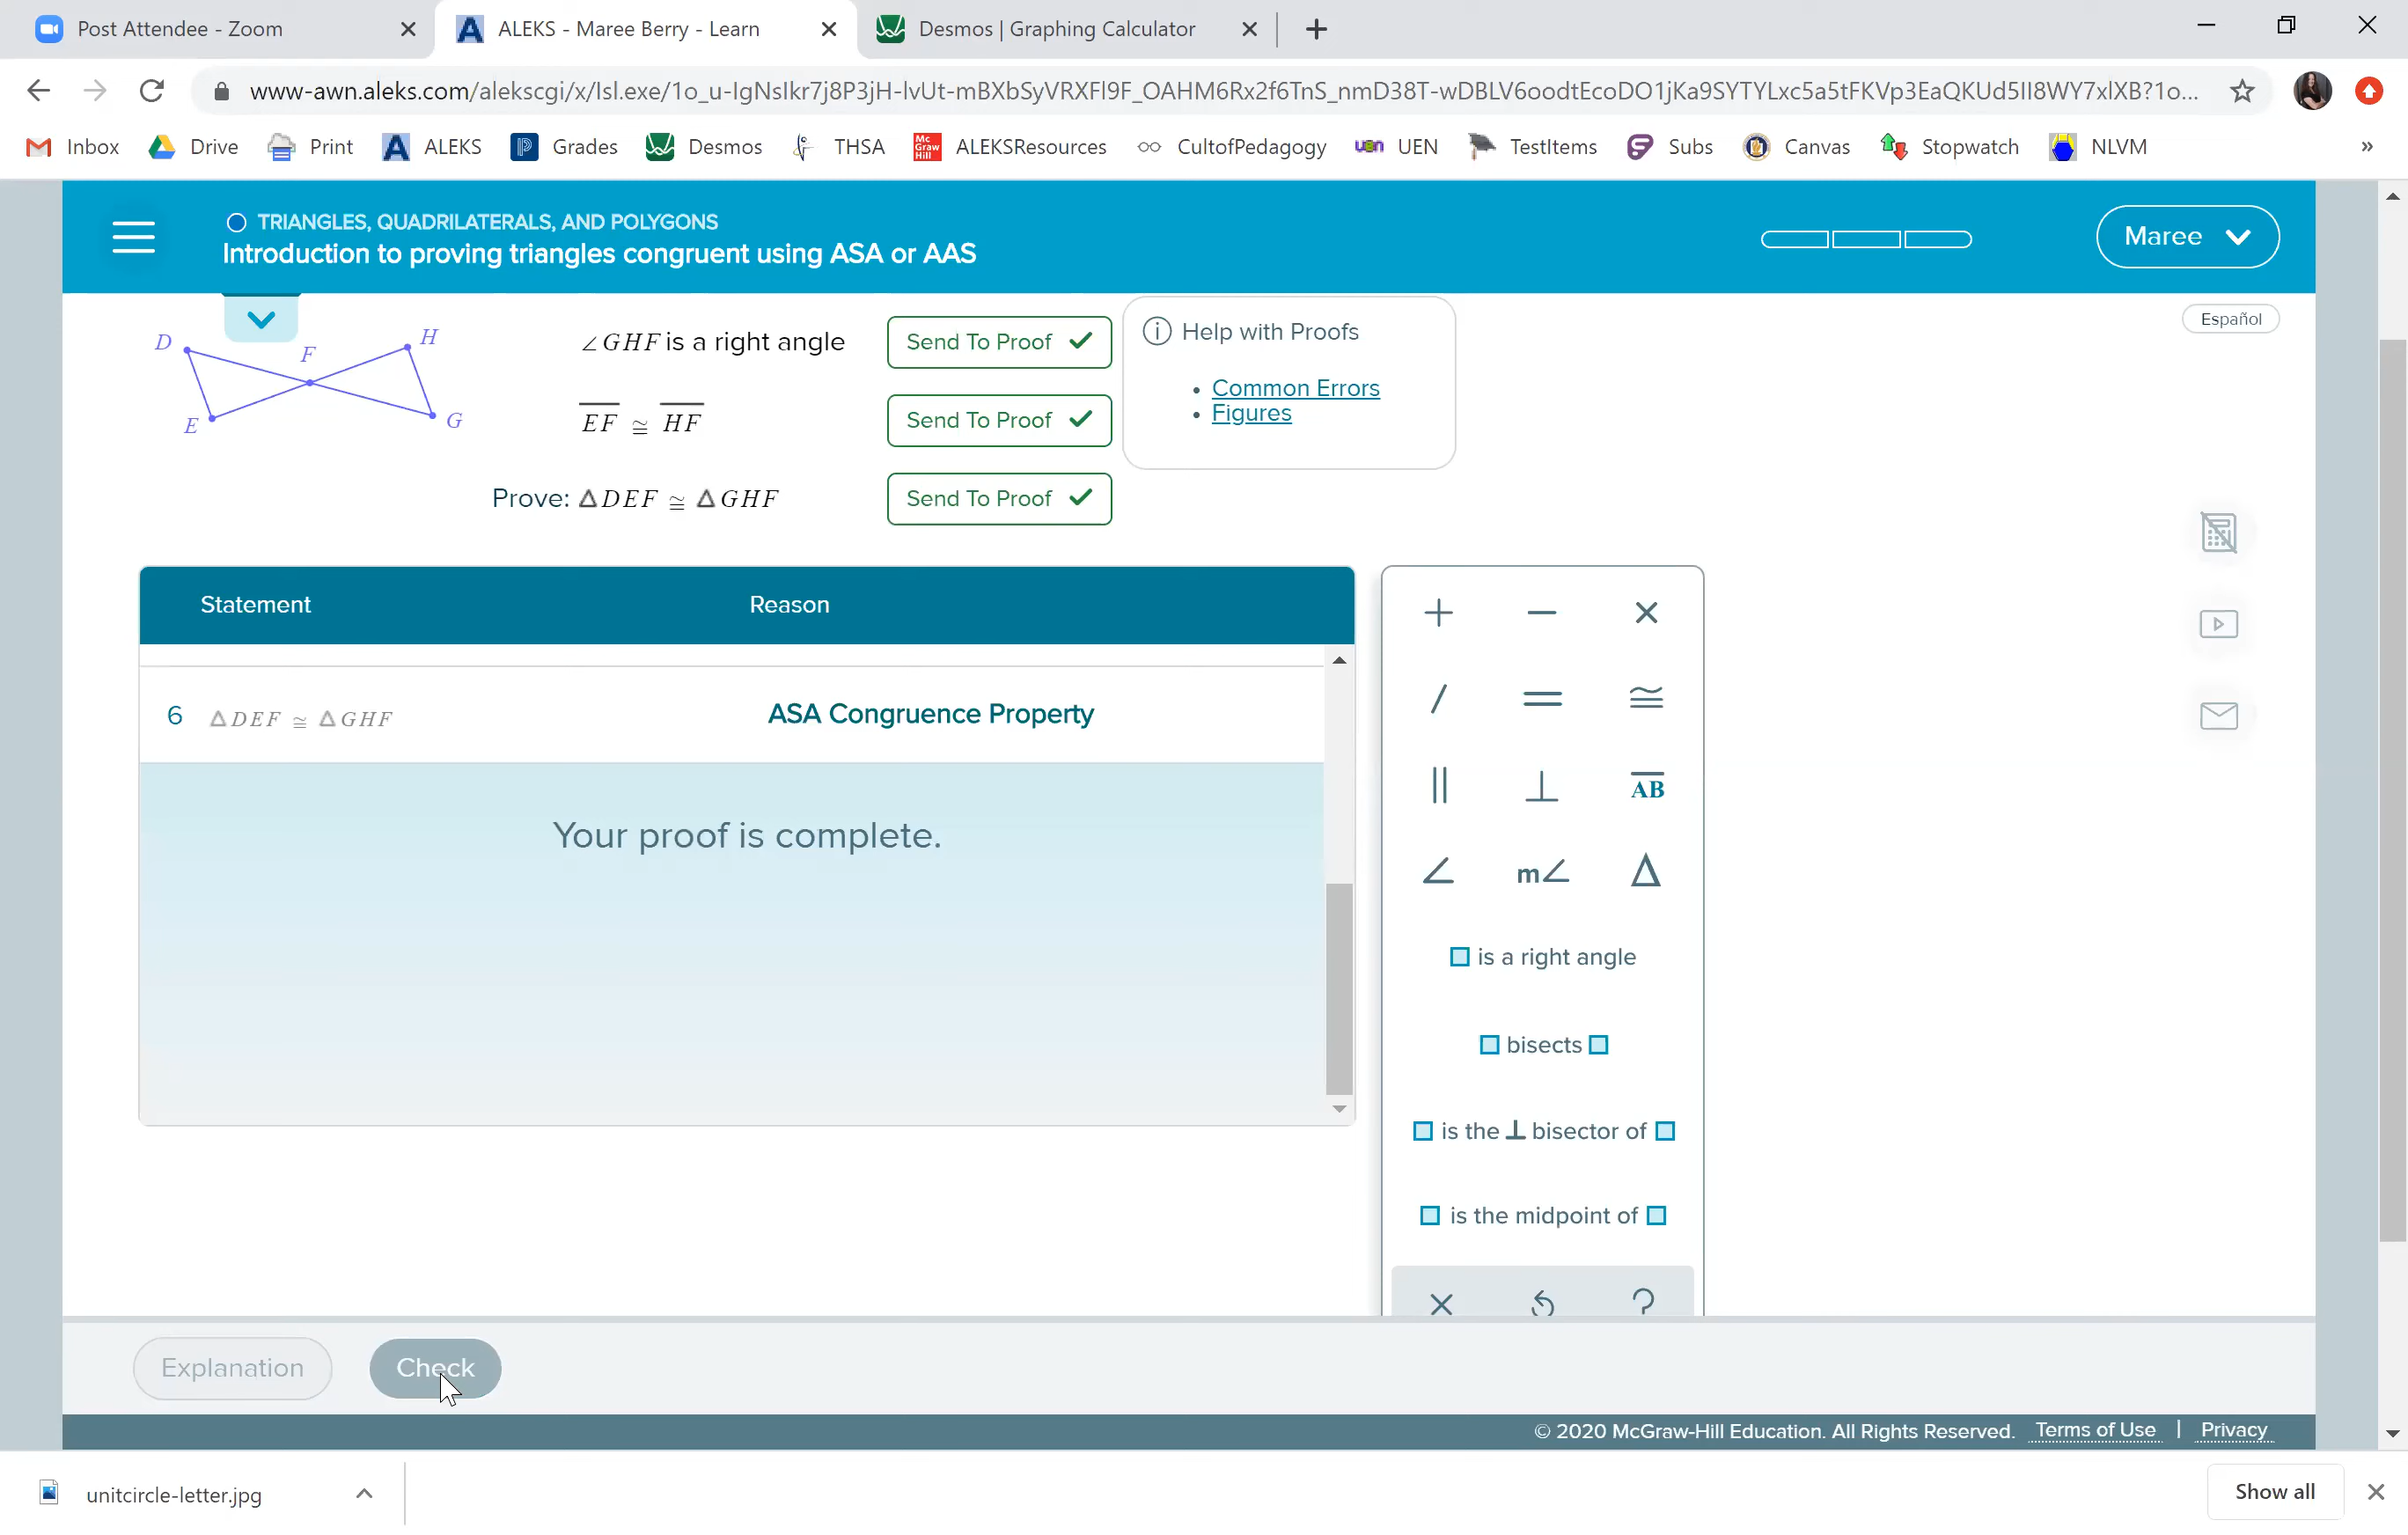 Post Attendee - Zoom
ALEKS - Maree Berry - Learn
Desmos | Graphing Calculator
www-awn.aleks.com/alekscgi/x/Isl.exe/1o_u-IgNsIkr7j8P3jH-lvUt-mBXbSyVRXFl9F_OAHM6Rx2f6TnS_nmD38T-wDBLV6oodtEcoDO1jKa9SYTYLxc5a5tFKVp3EaQKUd5II8WY7xlXB?1o...
Inbox Drive Print ALEKS Grades Desmos THSA ALEKSResources CultofPedagogy UEN TestItems Subs Canvas Stopwatch NLVM »
TRIANGLES, QUADRILATERALS, AND POLYGONS
Introduction to proving triangles congruent using ASA or AAS
Maree
Español
D F H E G
∠GHF is a right angle
Send To Proof ✓
EF ≅ HF
Send To Proof ✓
Prove: Δ DEF ≅ Δ GHF
Send To Proof ✓
Help with Proofs
• Common Errors
• Figures
Statement Reason
6 Δ DEF ≅ Δ GHF ASA Congruence Property
Your proof is complete.
+ − ×
/ = ≅
|| ⊥ AB
∠ m∠ Δ
is a right angle
bisects
is the ⊥ bisector of
is the midpoint of
× ?
Explanation Check
© 2020 McGraw-Hill Education. All Rights Reserved. Terms of Use | Privacy
unitcircle-letter.jpg
Show all